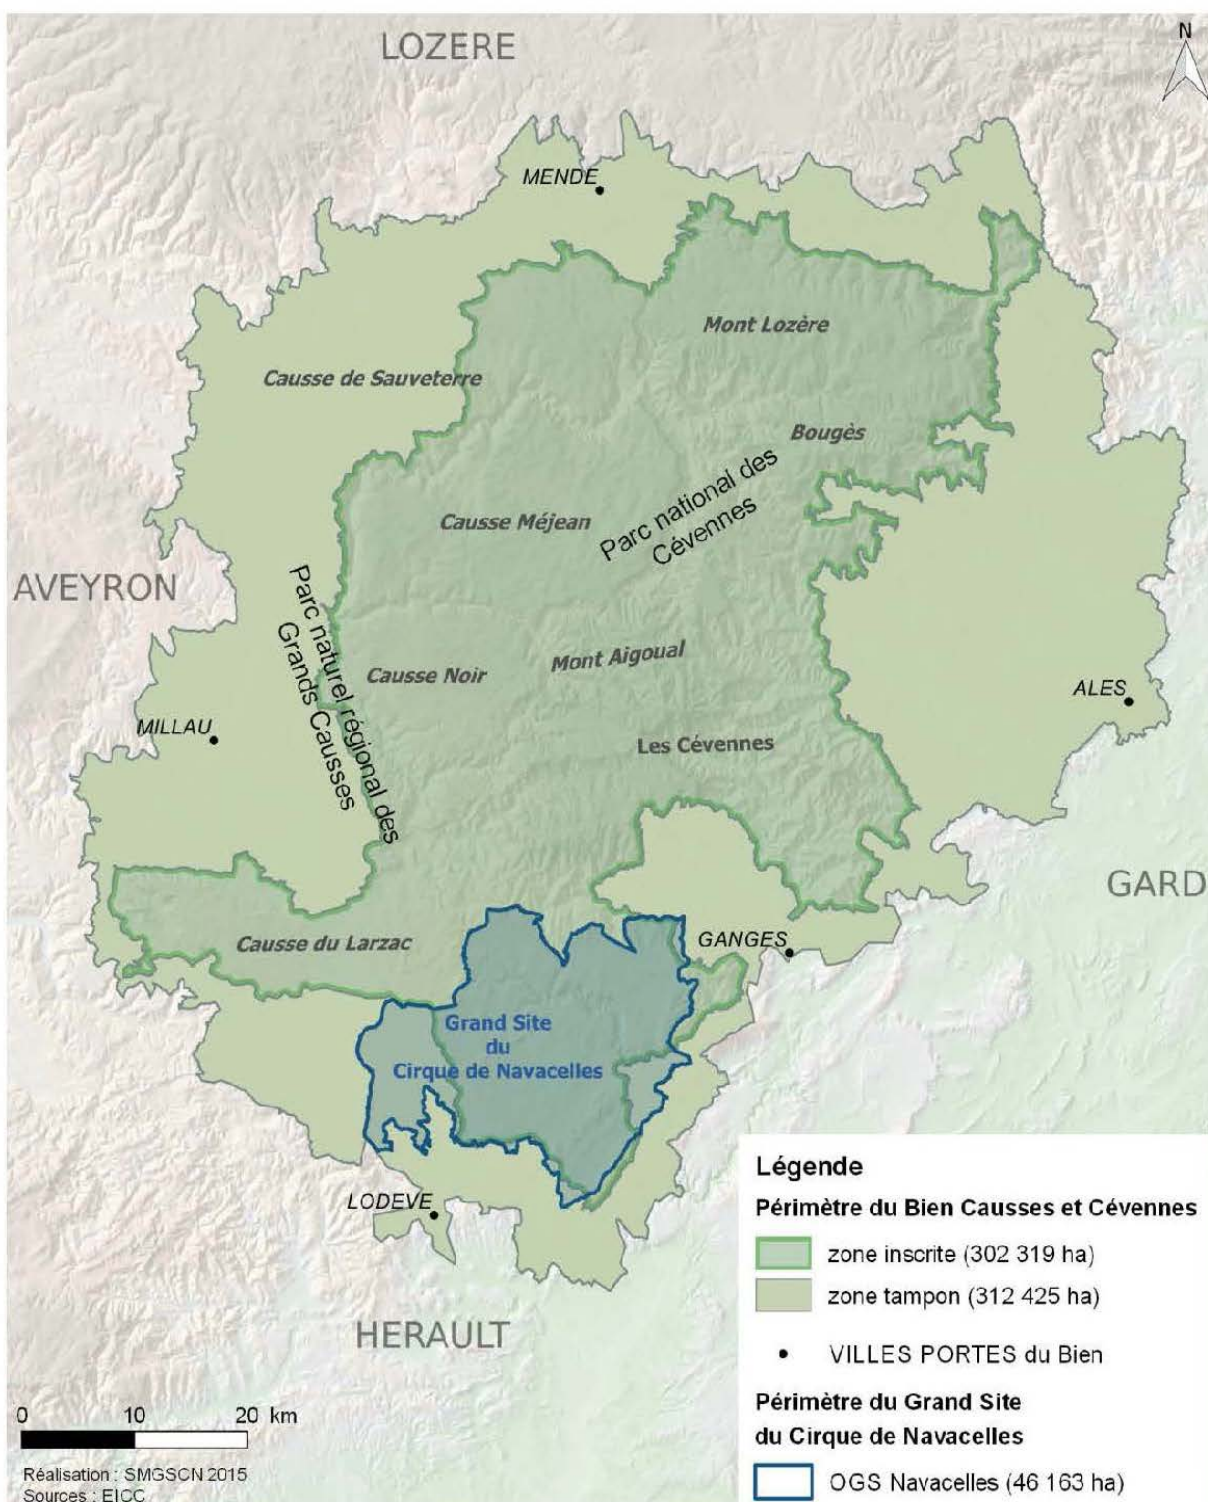 LOZERE
N
MENDE
Mont Lozère
Causse de Sauveterre
Bougès
Parc national des
Cévennes
Causse Méjean
AVEYRON
Parc naturel régional des
Grands Causses
Mont Aigoual
Causse Noir
ALES
MILLAU
Les Cévennes
GARD
Causse du Larzac
GANGES
Grand Site
du
Cirque de Navacelles
LODEVE
HERAULT
Légende
Périmètre du Bien Causses et Cévennes
zone inscrite (302 319 ha)
zone tampon (312 425 ha)
VILLES PORTES du Bien
Périmètre du Grand Site
du Cirque de Navacelles
OGS Navacelles (46 163 ha)
0 10 20 km
Réalisation : SMGSCN 2015
Sources : EICC